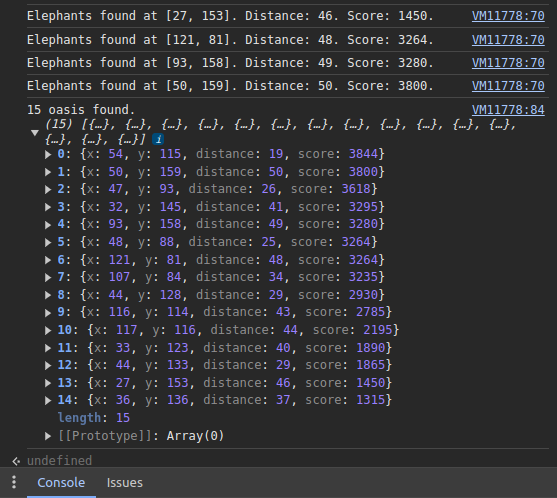 Elephants found at [27, 153]. Distance: 46. Score: 1450. VM11778:70
Elephants found at [121, 81]. Distance: 48. Score: 3264. VM11778:70
Elephants found at [93, 158]. Distance: 49. Score: 3280. VM11778:70
Elephants found at [50, 159]. Distance: 50. Score: 3800. VM11778:70
15 oasis found. VM11778:84
(15) [{…}, {…}, {…}, {…}, {…}, {…}, {…}, {…}, {…}, {…}, {…}, {…},
{…}, {…}, {…}] i
0: {x: 54, y: 115, distance: 19, score: 3844}
1: {x: 50, y: 159, distance: 50, score: 3800}
2: {x: 47, y: 93, distance: 26, score: 3618}
3: {x: 32, y: 145, distance: 41, score: 3295}
4: {x: 93, y: 158, distance: 49, score: 3280}
5: {x: 48, y: 88, distance: 25, score: 3264}
6: {x: 121, y: 81, distance: 48, score: 3264}
7: {x: 107, y: 84, distance: 34, score: 3235}
8: {x: 44, y: 128, distance: 29, score: 2930}
9: {x: 116, y: 114, distance: 43, score: 2785}
10: {x: 117, y: 116, distance: 44, score: 2195}
11: {x: 33, y: 123, distance: 40, score: 1890}
12: {x: 44, y: 133, distance: 29, score: 1865}
13: {x: 27, y: 153, distance: 46, score: 1450}
14: {x: 36, y: 136, distance: 37, score: 1315}
length: 15
[[Prototype]]: Array(0)
undefined
Console Issues